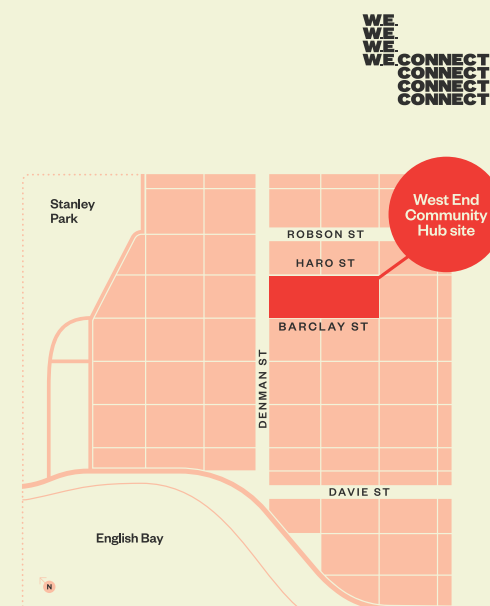 W.E.
W.E.
W.E.
W.E. CONNECT
CONNECT
CONNECT
CONNECT
Stanley
Park
West End
Community
Hub site
ROBSON ST
HARO ST
BARCLAY ST
DENMAN ST
DAVIE ST
English Bay
N